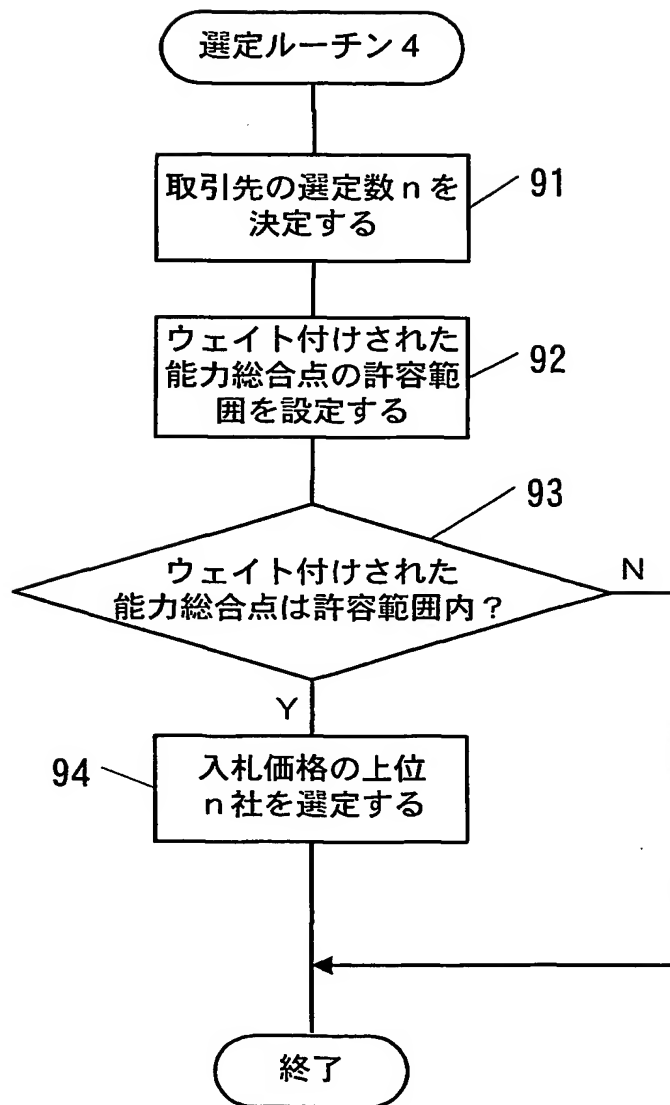 選定ルーチン4
取引先の選定数nを
決定する
91
ウェイト付けされた
能力総合点の許容範
囲を設定する
92
93
ウェイト付けされた
能力総合点は許容範囲内?
N
Y
94
入札価格の上位
n社を選定する
終了